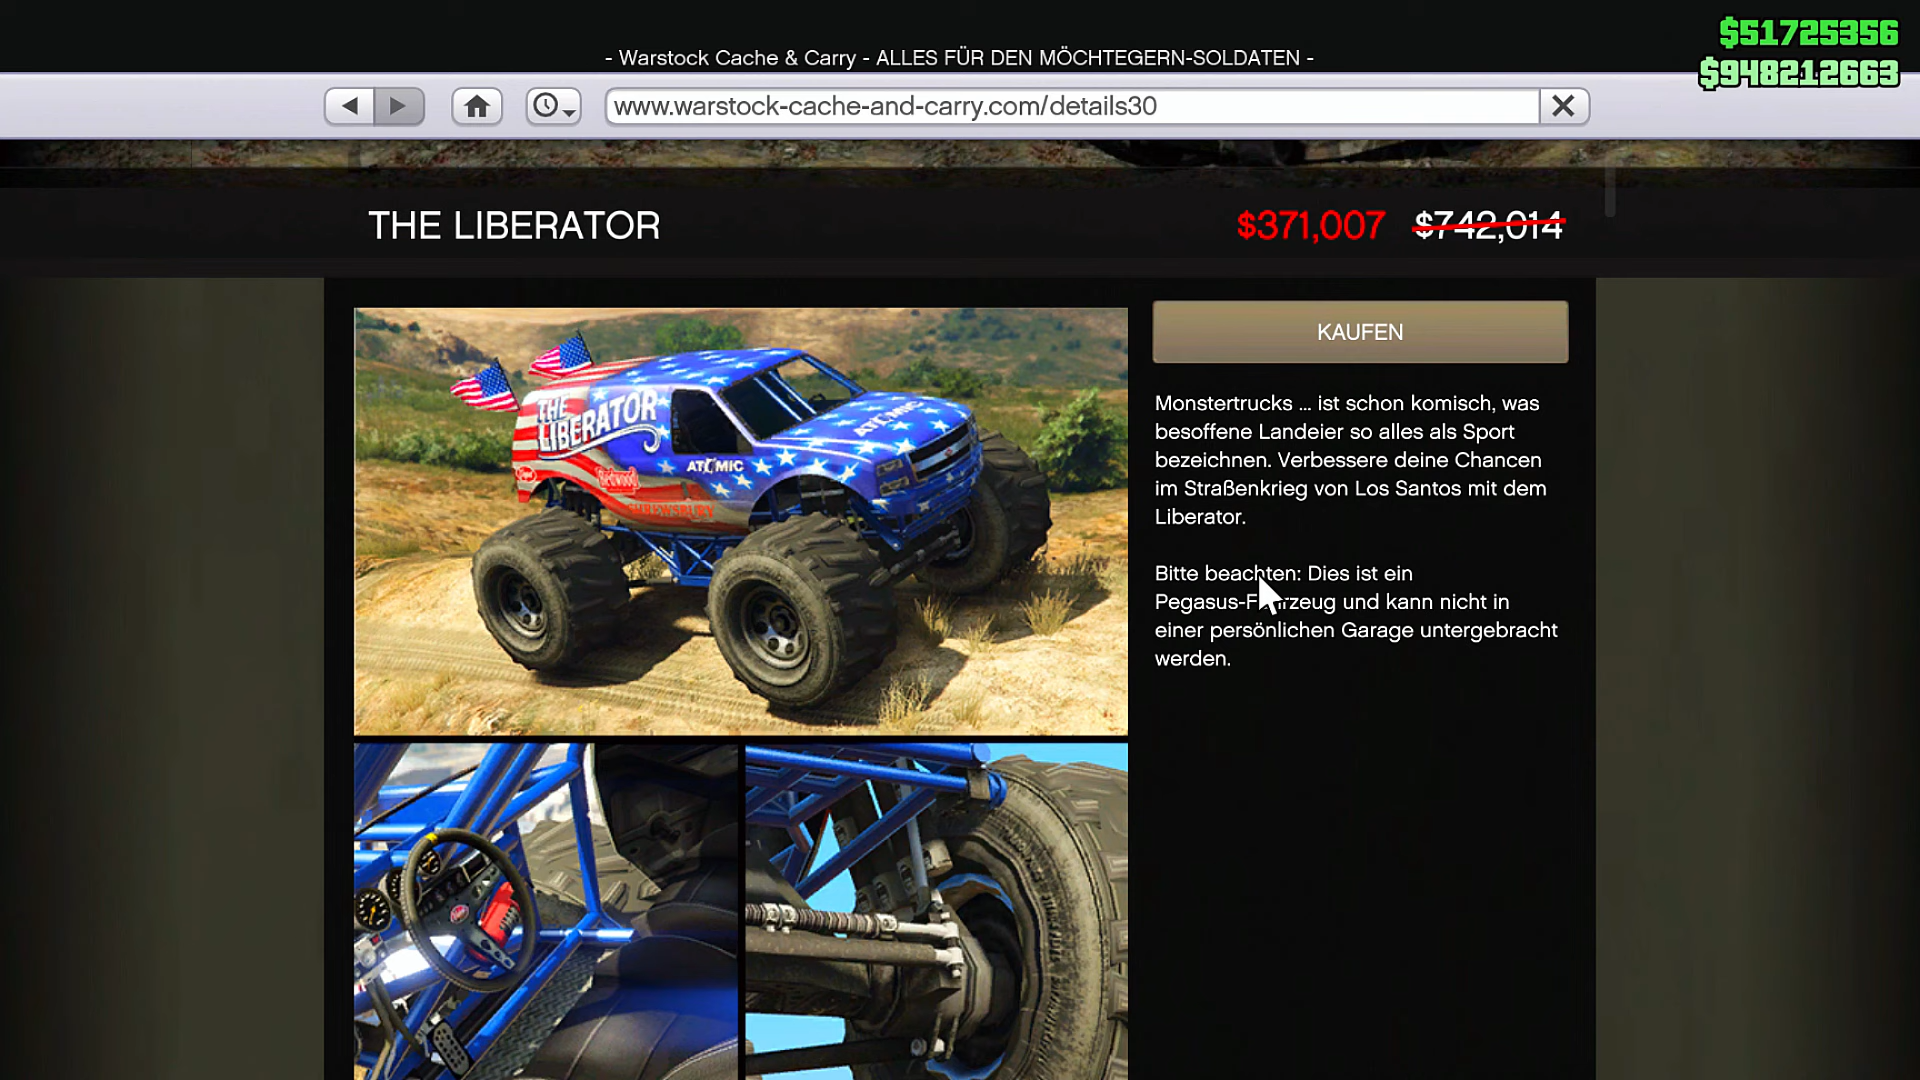 $51725356
- Warstock Cache & Carry - ALLES FÜR DEN MÖCHTEGERN-SOLDATEN -
$948212663
www.warstock-cache-and-carry.com/details30
THE LIBERATOR
$371,007 $742,014
KAUFEN
Monstertrucks ... ist schon komisch, was
besoffene Landeier so alles als Sport
bezeichnen. Verbessere deine Chancen
im Straßenkrieg von Los Santos mit dem
Liberator.
Bitte beachten: Dies ist ein
Pegasus-Fahrzeug und kann nicht in
einer persönlichen Garage untergebracht
werden.
THE
LIBERATOR
ATOMIC
ATOMIC
Redwood
SHREWSBURY